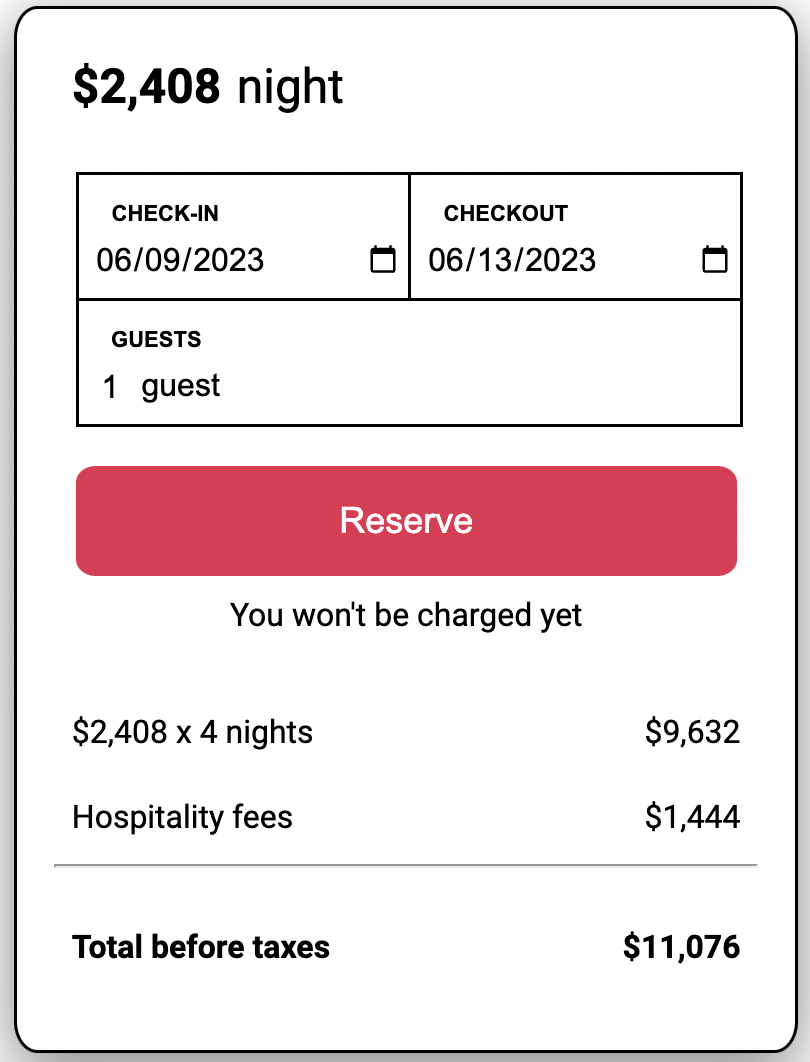 $2,408 night
CHECK-IN CHECKOUT
06/09/2023 06/13/2023
GUESTS
1 guest
Reserve
You won't be charged yet
$2,408 x 4 nights $9,632
Hospitality fees $1,444
Total before taxes $11,076